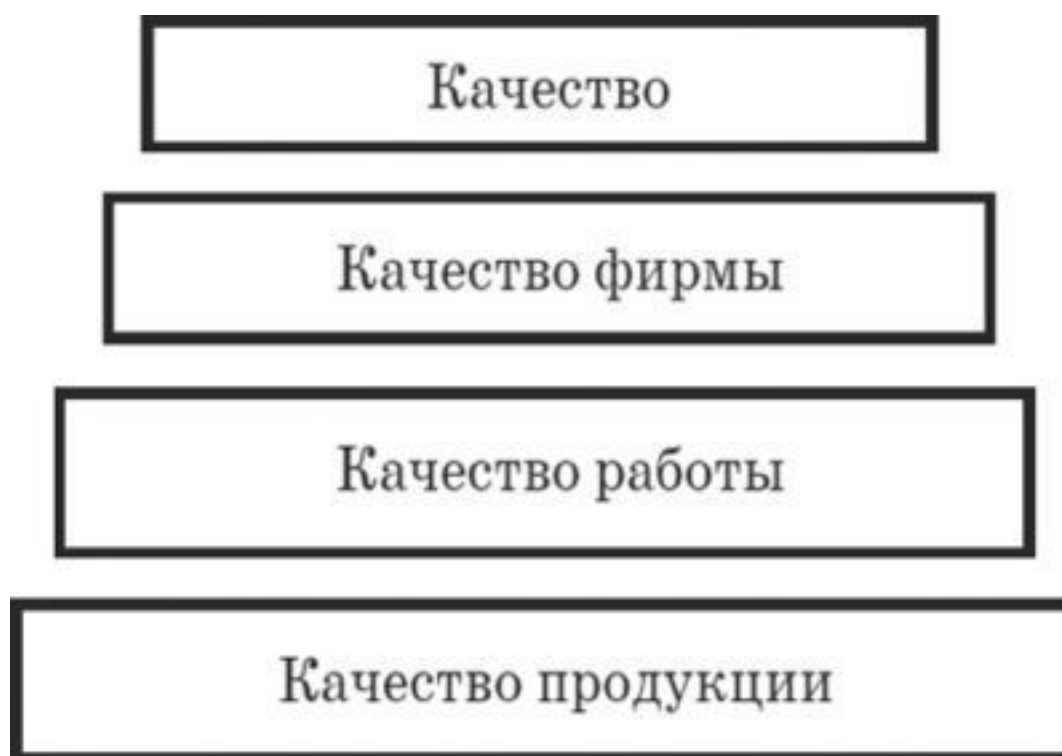 Качество
Качество фирмы
Качество работы
Качество продукции